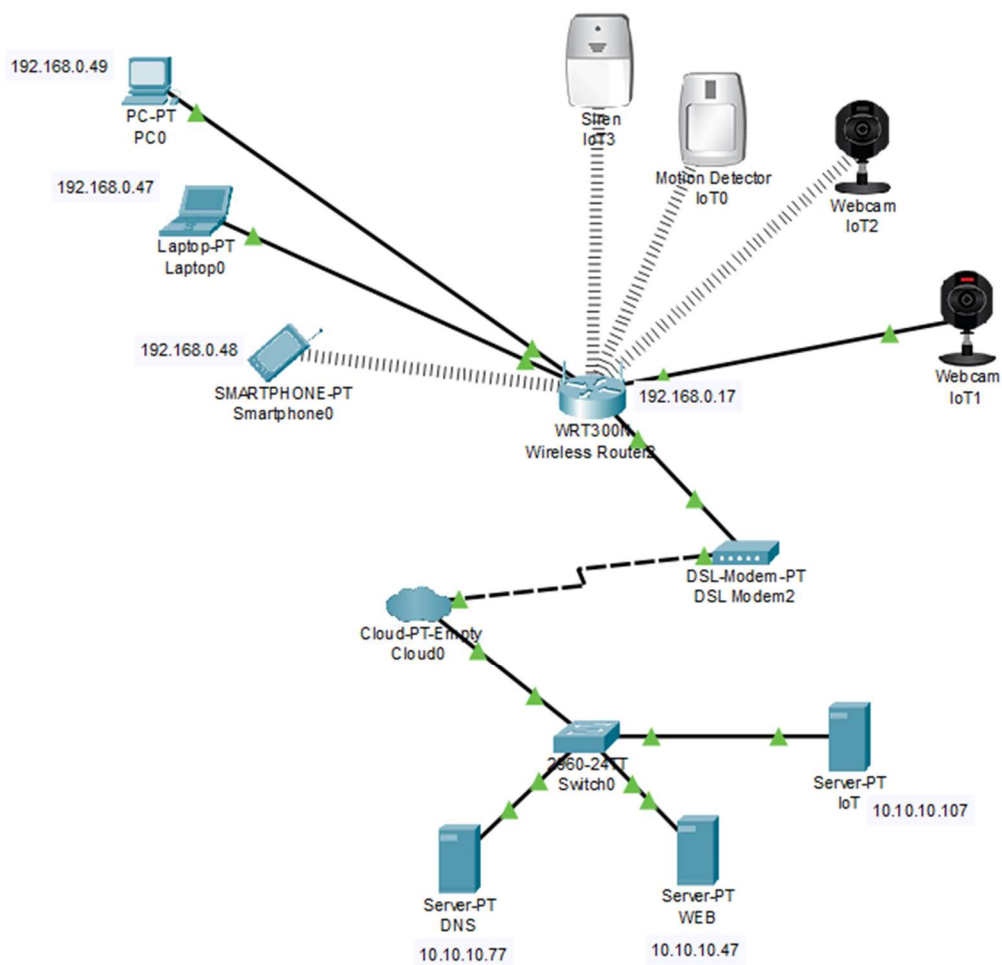 192.168.0.49
PC-PT
PC0
192.168.0.47
Laptop-PT
Laptop0
192.168.0.48
SMARTPHONE-PT
Smartphone0
Siren
IoT3
Motion Detector
IoT0
Webcam
IoT2
Webcam
IoT1
192.168.0.17
WRT300N
Wireless Router2
DSL-Modem-PT
DSL Modem2
Cloud-PT-Empty
Cloud0
2960-24TT
Switch0
Server-PT
IoT
10.10.10.107
Server-PT
DNS
10.10.10.77
Server-PT
WEB
10.10.10.47